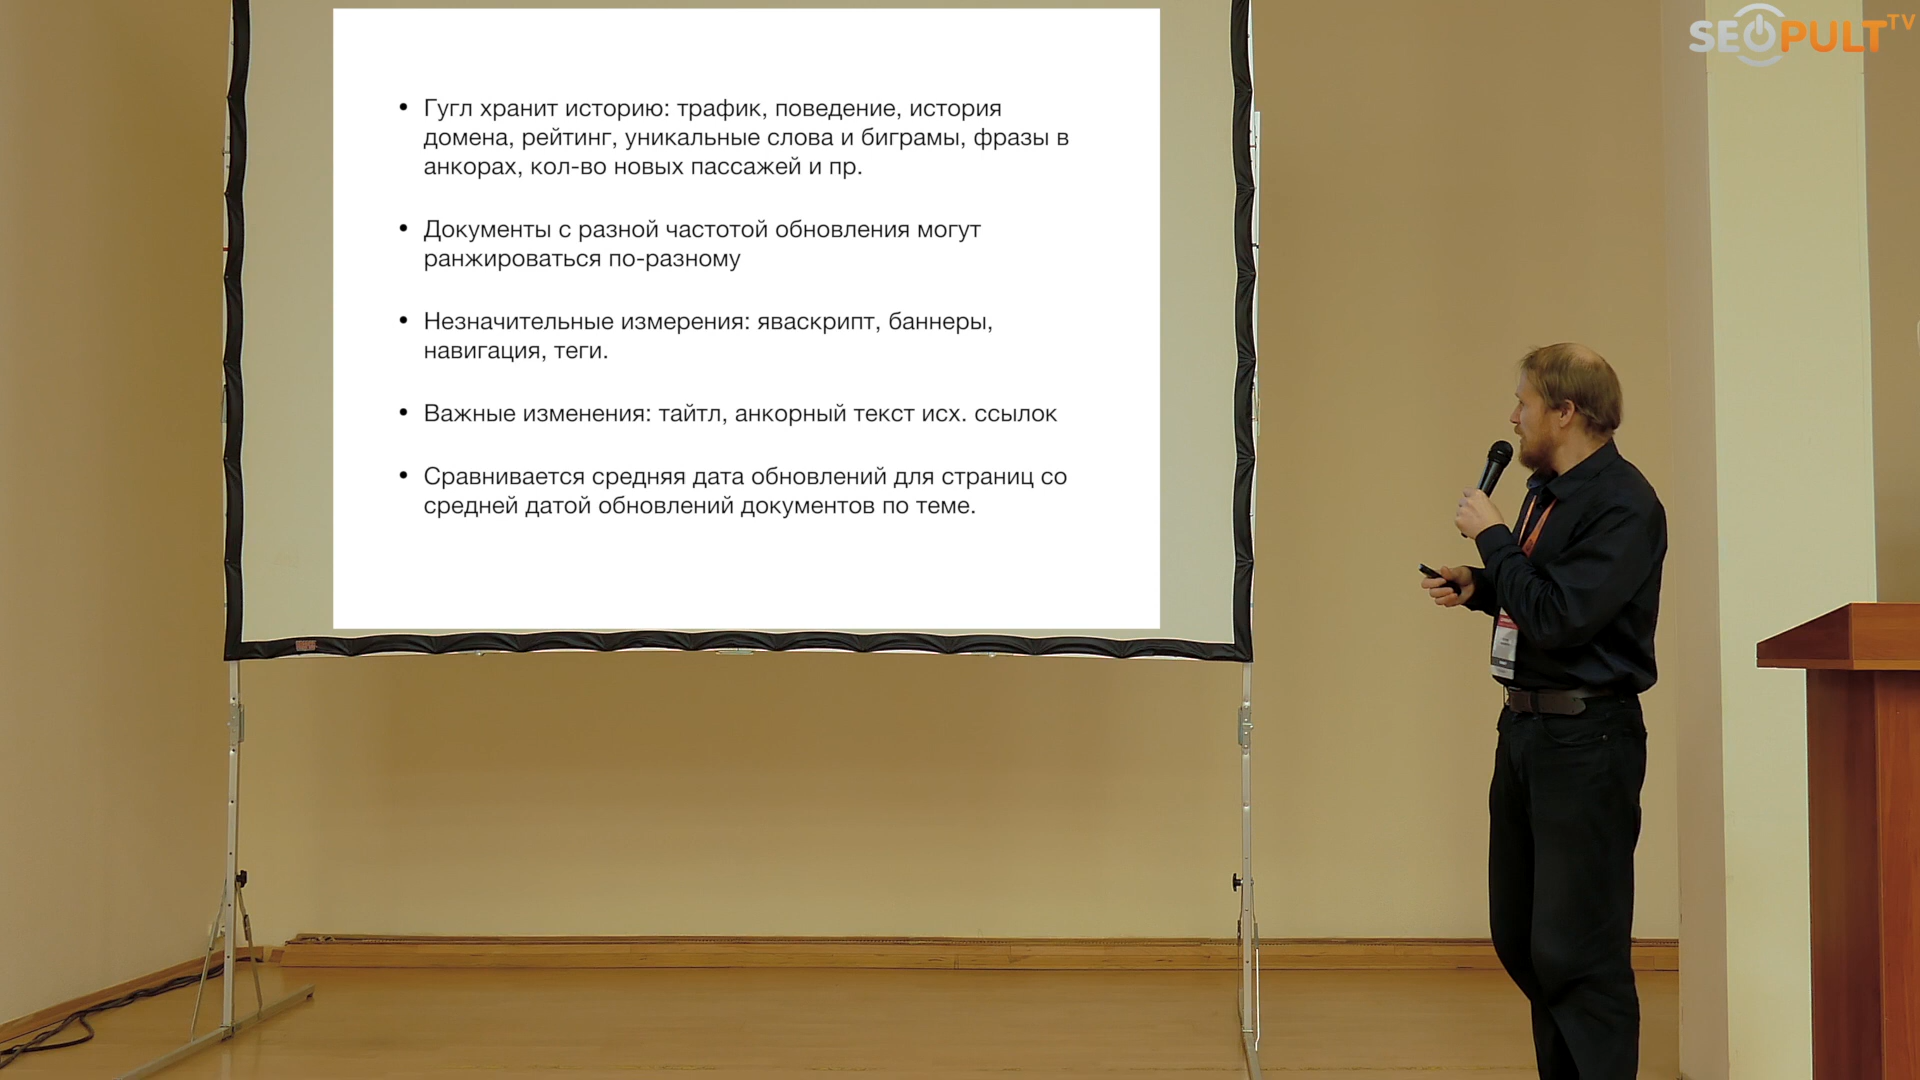 SEOPULT TV
• Гугл хранит историю: трафик, поведение, история
домена, рейтинг, уникальные слова и биграмы, фразы в
анкорах, кол-во новых пассажей и пр.
• Документы с разной частотой обновления могут
ранжироваться по-разному
• Незначительные измерения: яваскрипт, баннеры,
навигация, теги.
• Важные изменения: тайтл, анкорный текст исх. ссылок
• Сравнивается средняя дата обновлений для страниц со
средней датой обновлений документов по теме.